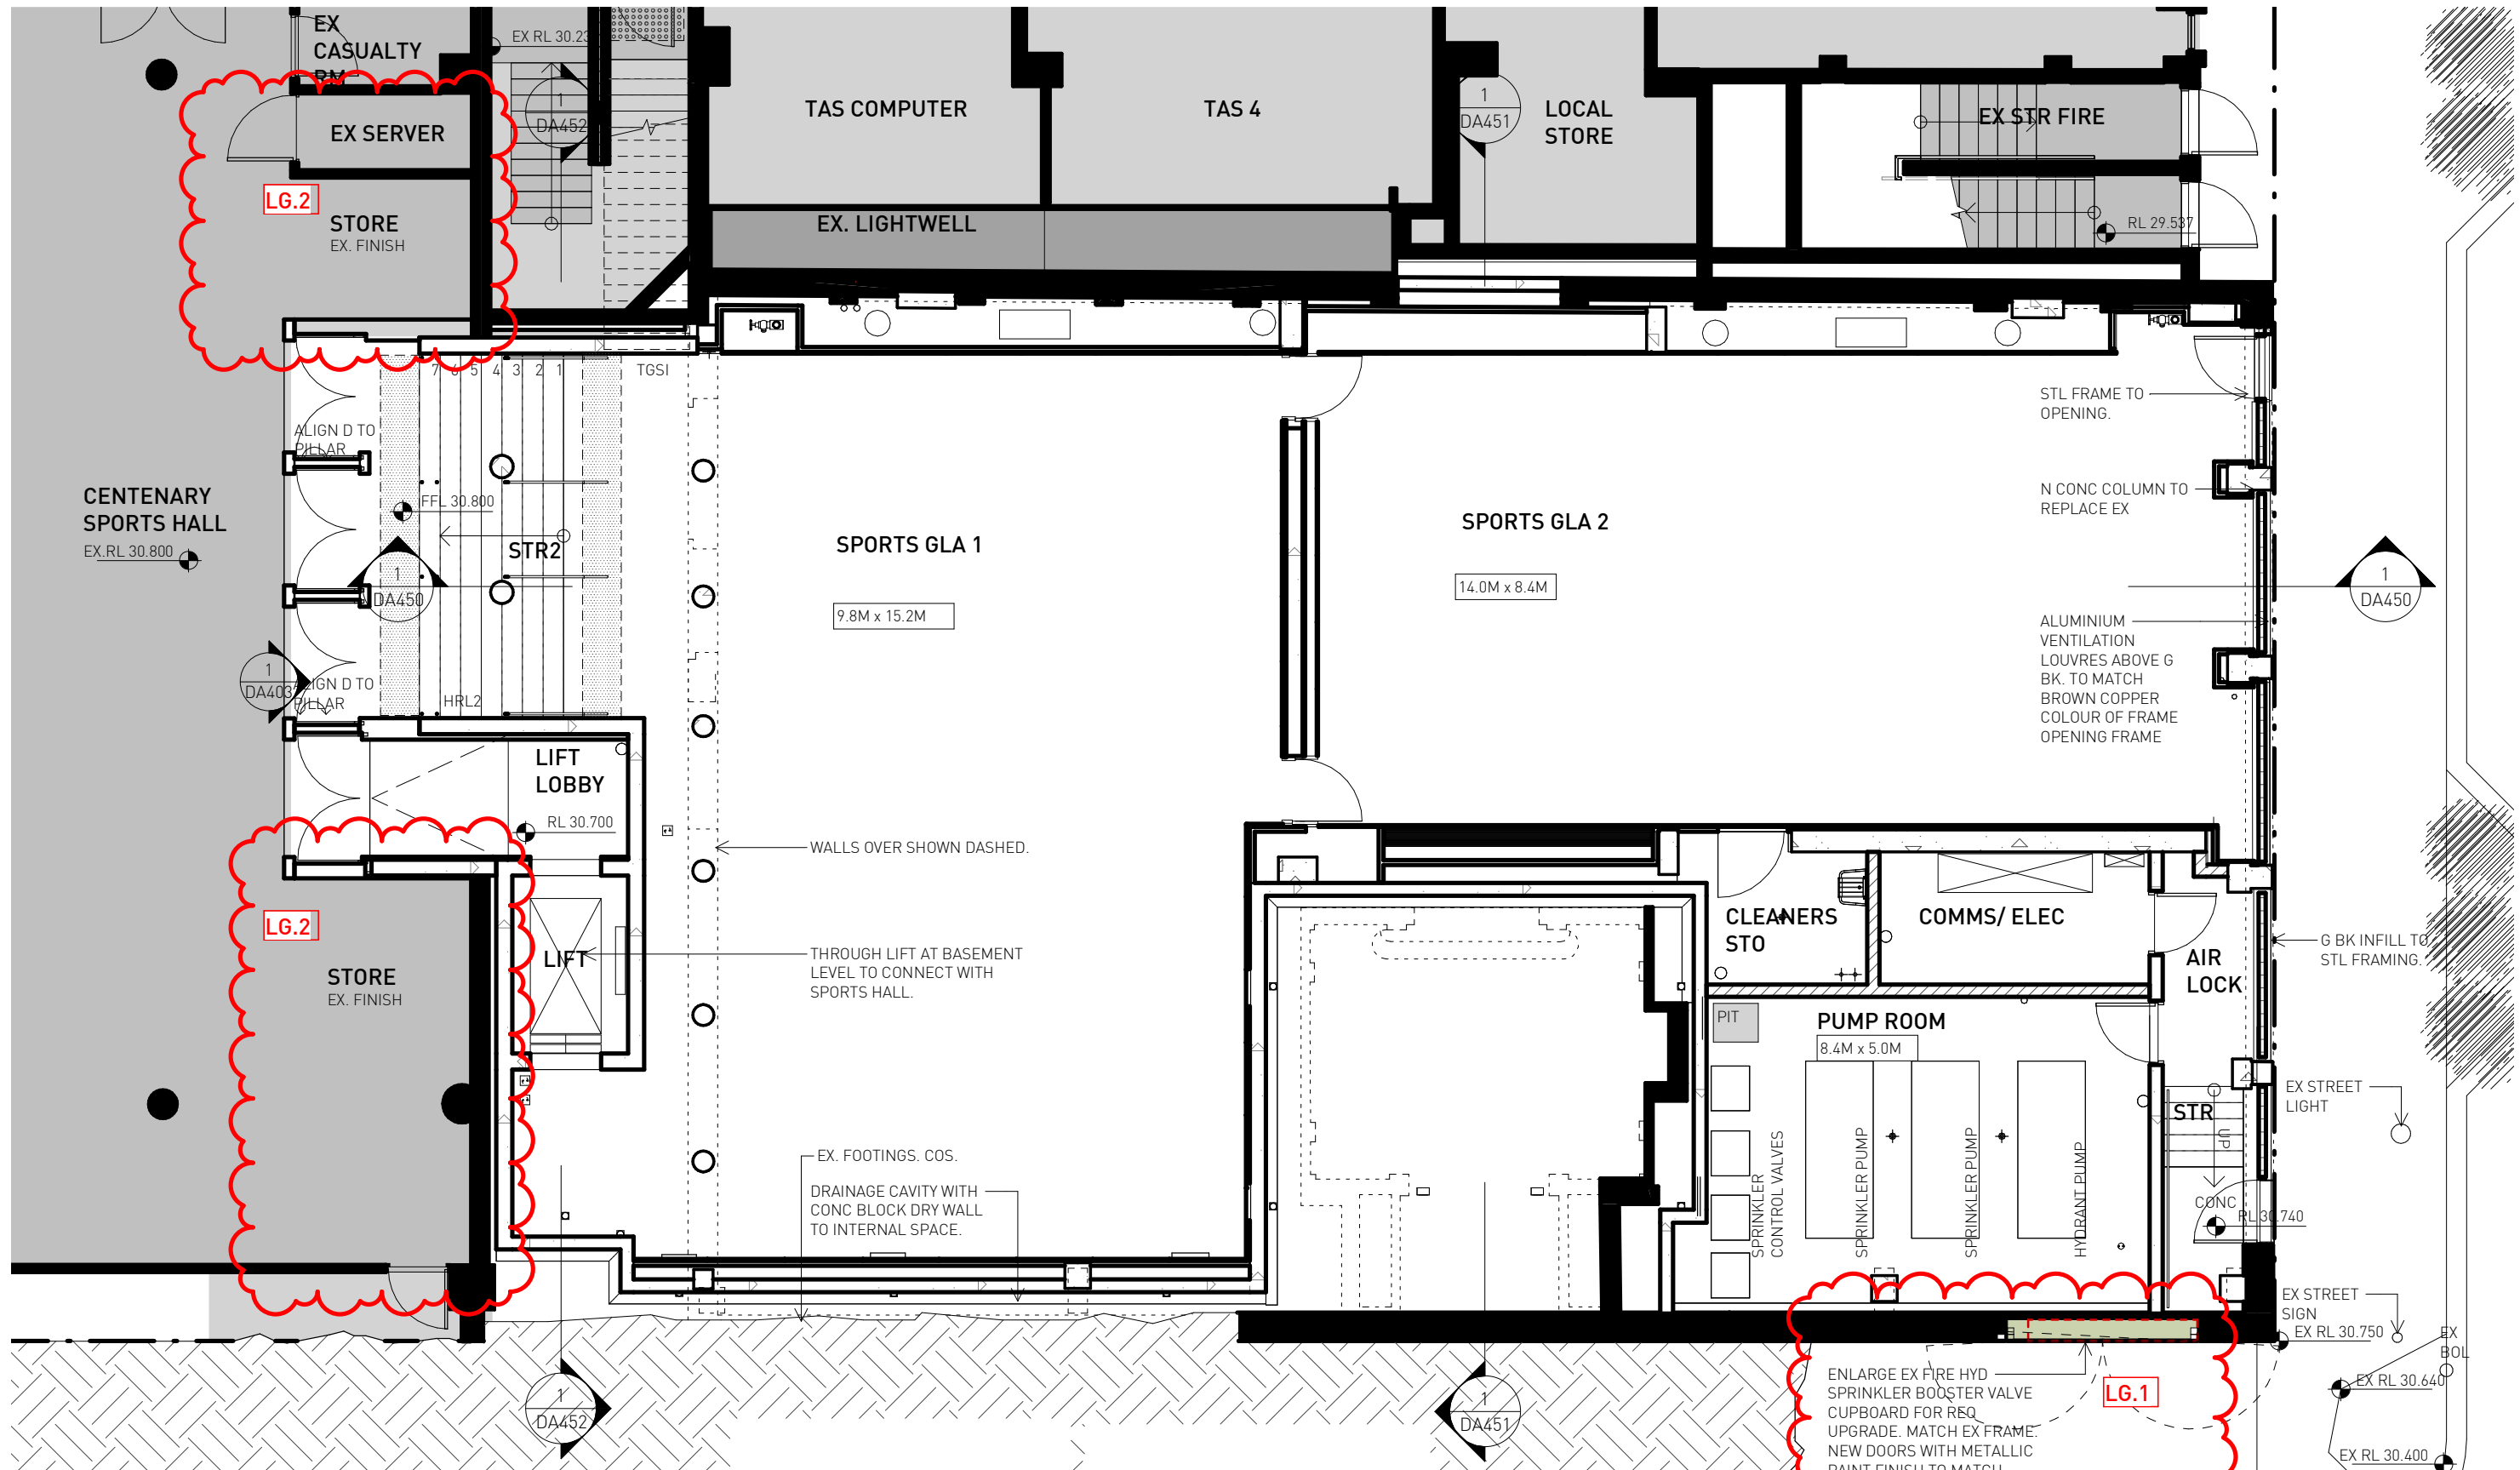 EX
CASUALTY
RM
EX RL 30.23
EX SERVER
1
DA452
TAS COMPUTER
TAS 4
1
DA451
LOCAL
STORE
EX STR FIRE
LG.2
STORE
EX. FINISH
EX. LIGHTWELL
RL 29.537
7 6 5 4 3 2 1
TGSI
STL FRAME TO
OPENING.
ALIGN D TO
PILLAR
CENTENARY
SPORTS HALL
EX.RL 30.800
FFL 30.800
STR2
1
DA450
SPORTS GLA 1
9.8M x 15.2M
SPORTS GLA 2
14.0M x 8.4M
N CONC COLUMN TO
REPLACE EX
1
DA450
ALUMINIUM
VENTILATION
LOUVRES ABOVE G
BK. TO MATCH
BROWN COPPER
COLOUR OF FRAME
OPENING FRAME
1
DA403
ALIGN D TO
PILLAR
HRL2
LIFT
LOBBY
RL 30.700
WALLS OVER SHOWN DASHED.
LG.2
STORE
EX. FINISH
LIFT
THROUGH LIFT AT BASEMENT
LEVEL TO CONNECT WITH
SPORTS HALL.
CLEANERS
STO
COMMS/ ELEC
AIR
LOCK
G BK INFILL TO
STL FRAMING.
PIT
PUMP ROOM
8.4M x 5.0M
SPRINKLER
CONTROL VALVES
SPRINKLER PUMP
SPRINKLER PUMP
HYDRANT PUMP
STR
UP
CONC
RL 30.740
EX STREET
LIGHT
EX. FOOTINGS. COS.
DRAINAGE CAVITY WITH
CONC BLOCK DRY WALL
TO INTERNAL SPACE.
EX STREET
SIGN
EX RL 30.750
EX
BOL
EX RL 30.640
1
DA452
1
DA451
ENLARGE EX FIRE HYD
SPRINKLER BOOSTER VALVE
CUPBOARD FOR REQ
UPGRADE. MATCH EX FRAME.
NEW DOORS WITH METALLIC
PAINT FINISH TO MATCH
LG.1
EX RL 30.400